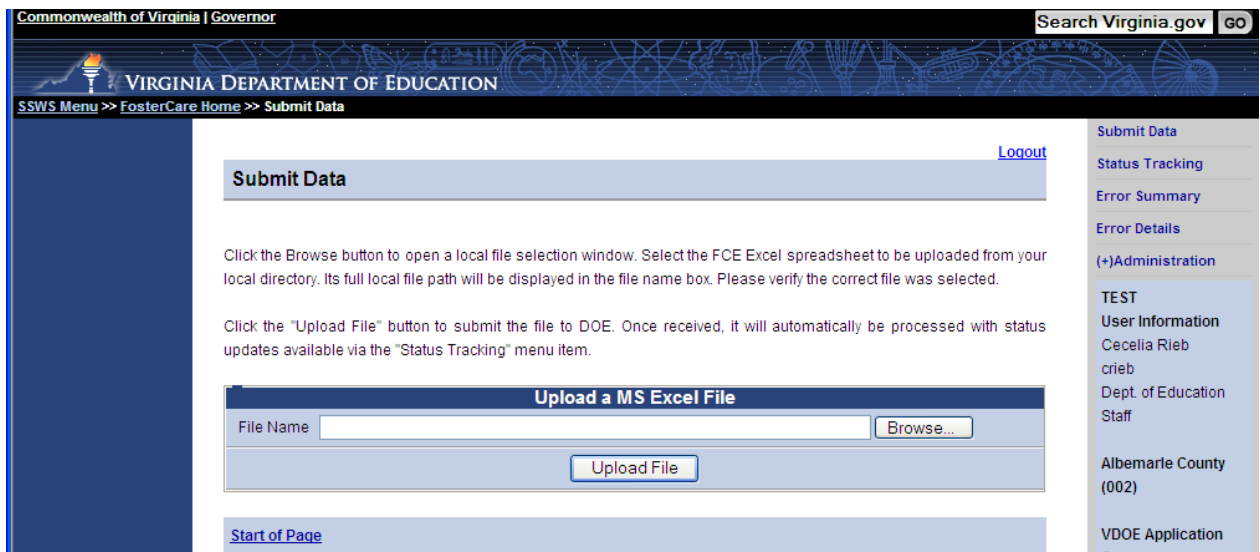 Commonwealth of Virginia | Governor
Search Virginia.gov GO
VIRGINIA DEPARTMENT OF EDUCATION
SSWS Menu >> FosterCare Home >> Submit Data
Logout
Submit Data
Click the Browse button to open a local file selection window. Select the FCE Excel spreadsheet to be uploaded from your
local directory. Its full local file path will be displayed in the file name box. Please verify the correct file was selected.
Click the "Upload File" button to submit the file to DOE. Once received, it will automatically be processed with status
updates available via the "Status Tracking" menu item.
Upload a MS Excel File
File Name Browse...
Upload File
Start of Page
Submit Data
Status Tracking
Error Summary
Error Details
(+)Administration
TEST
User Information
Cecelia Rieb
crieb
Dept. of Education
Staff
Albemarle County
(002)
VDOE Application